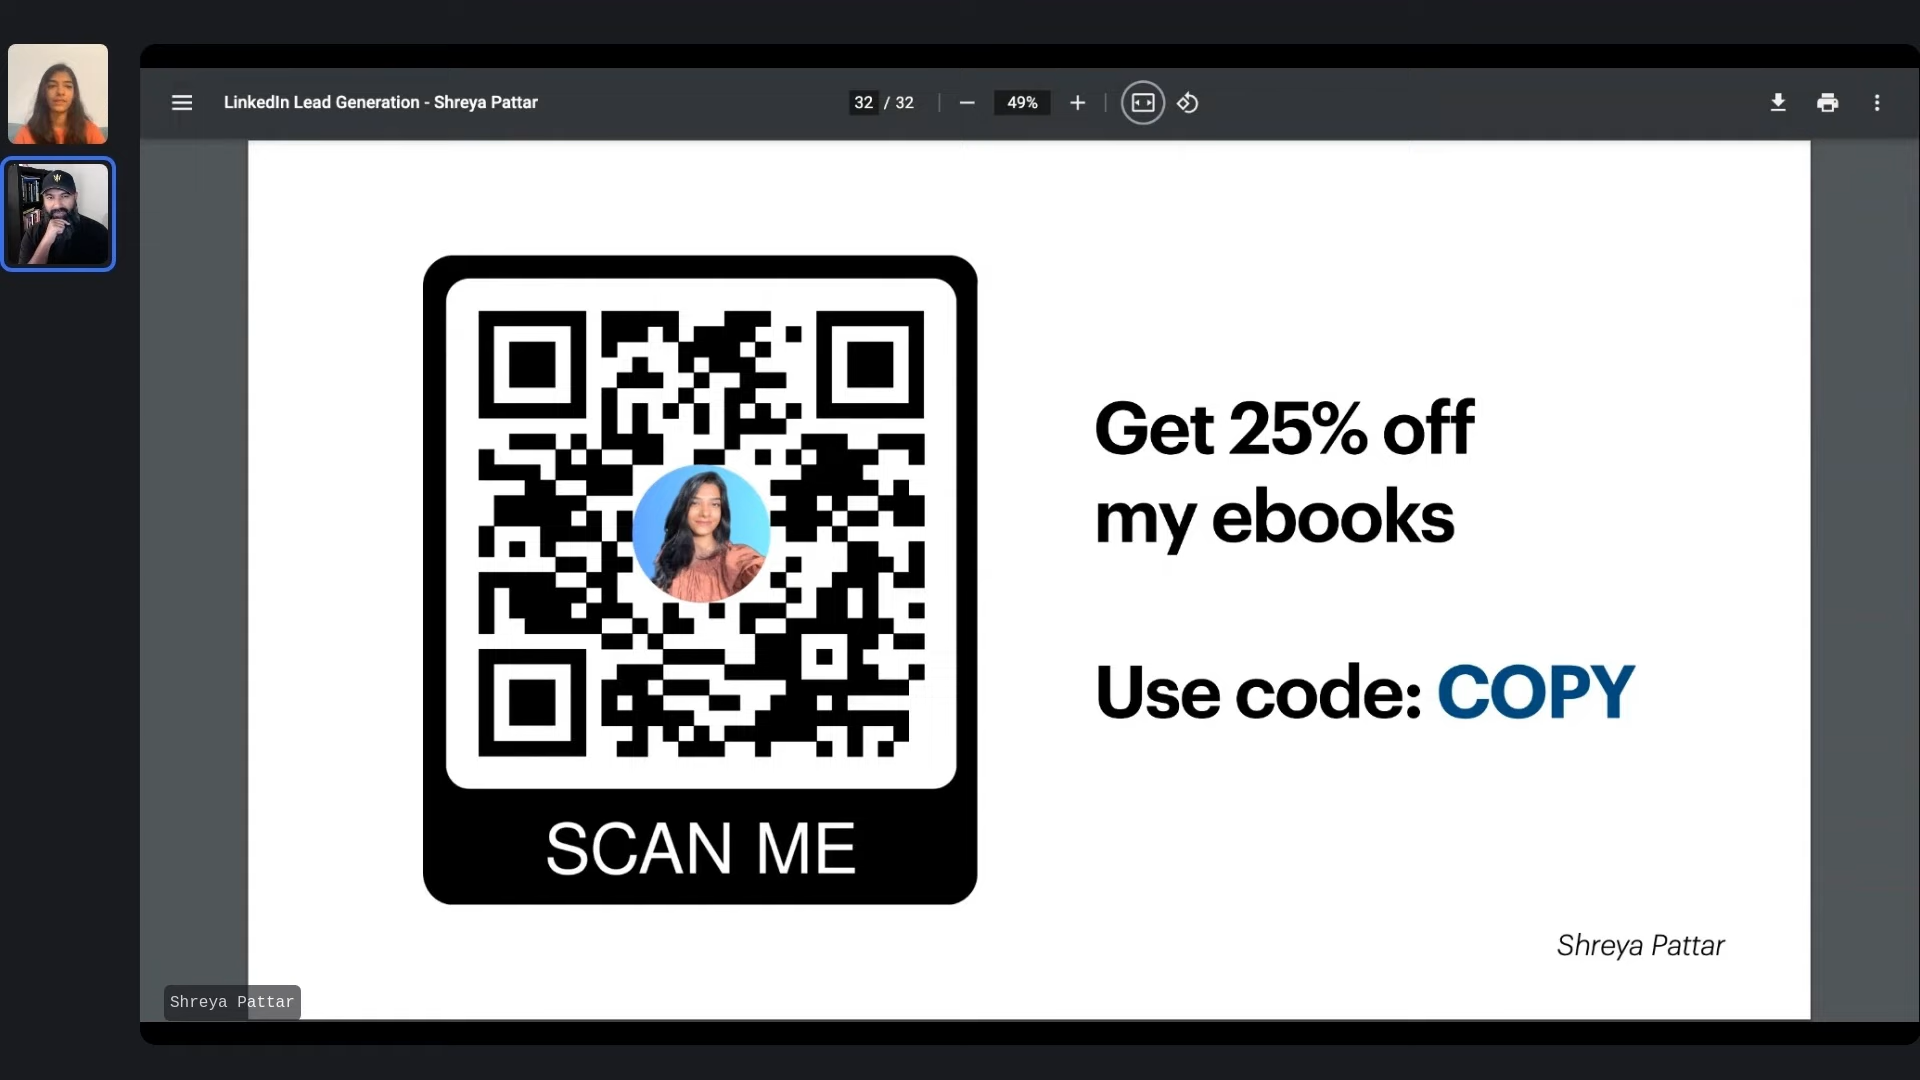 LinkedIn Lead Generation - Shreya Pattar
32 / 32
49%
Get 25% off
my ebooks
Use code: COPY
SCAN ME
Shreya Pattar
Shreya Pattar